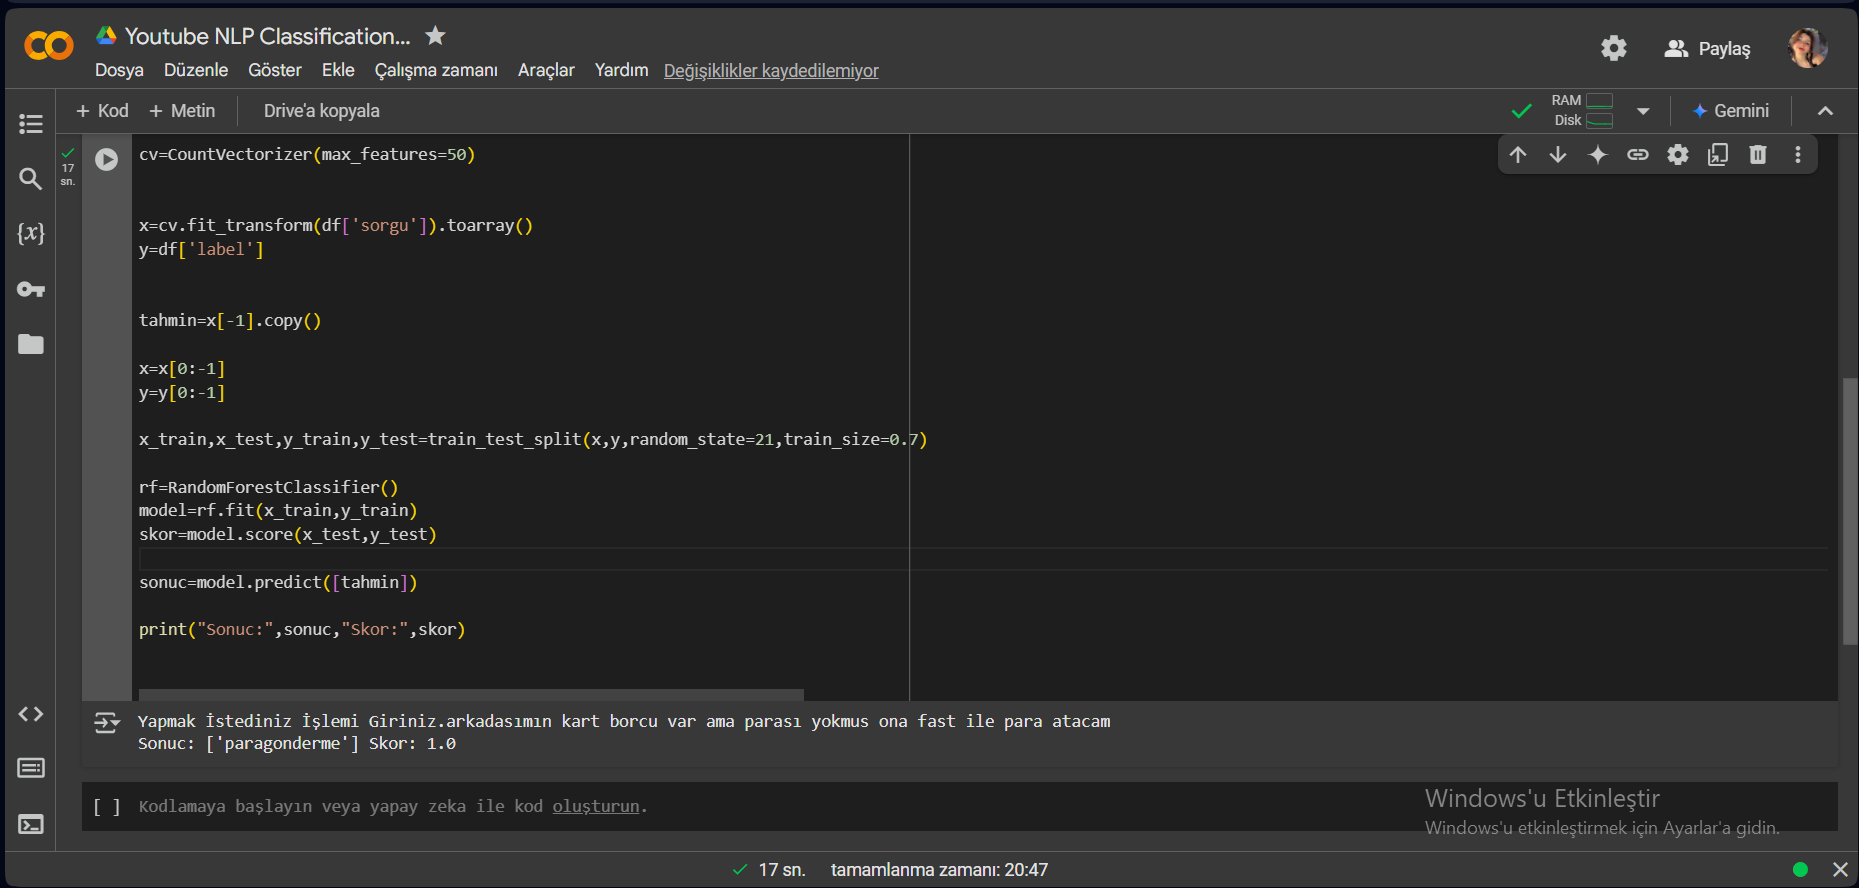 Youtube NLP Classification...
Dosya Düzenle Göster Ekle Çalışma zamanı Araçlar Yardım Değişiklikler kaydedilemiyor
Paylaş
+ Kod + Metin Drive'a kopyala
RAM
Disk
Gemini
17
sn.
cv=CountVectorizer(max_features=50)
x=cv.fit_transform(df['sorgu']).toarray()
y=df['label']
tahmin=x[-1].copy()
x=x[0:-1]
y=y[0:-1]
x_train,x_test,y_train,y_test=train_test_split(x,y,random_state=21,train_size=0.7)
rf=RandomForestClassifier()
model=rf.fit(x_train,y_train)
skor=model.score(x_test,y_test)
sonuc=model.predict([tahmin])
print("Sonuc:",sonuc,"Skor:",skor)
Yapmak İstediniz İşlemi Giriniz.arkadasımın kart borcu var ama parası yokmus ona fast ile para atacam
Sonuc: ['paragonderme'] Skor: 1.0
[ ] Kodlamaya başlayın veya yapay zeka ile kod oluşturun.
Windows'u Etkinleştir
Windows'u etkinleştirmek için Ayarlar'a gidin.
17 sn. tamamlanma zamanı: 20:47